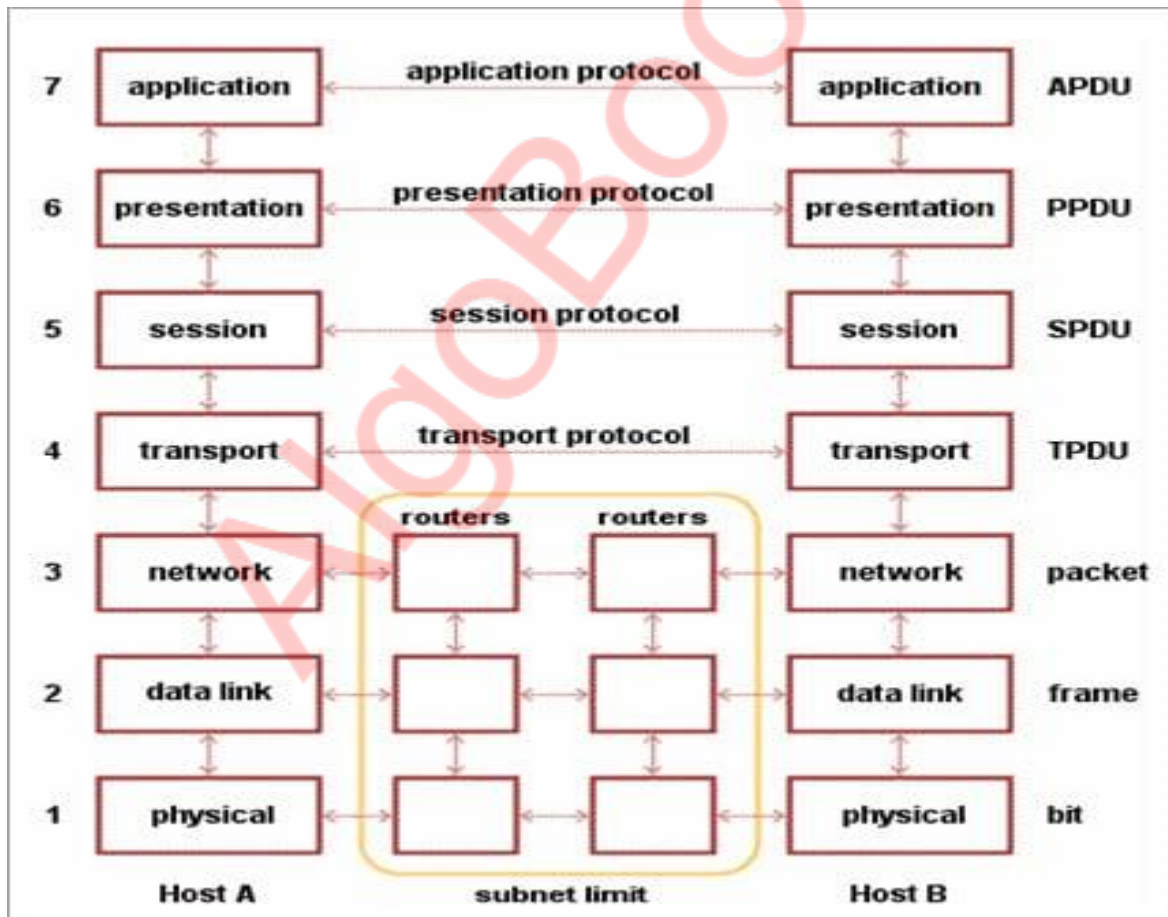 7 application application protocol application APDU
6 presentation presentation protocol presentation PPDU
5 session session protocol session SPDU
4 transport transport protocol transport TPDU
routers routers
3 network network packet
2 data link data link frame
1 physical physical bit
Host A subnet limit Host B